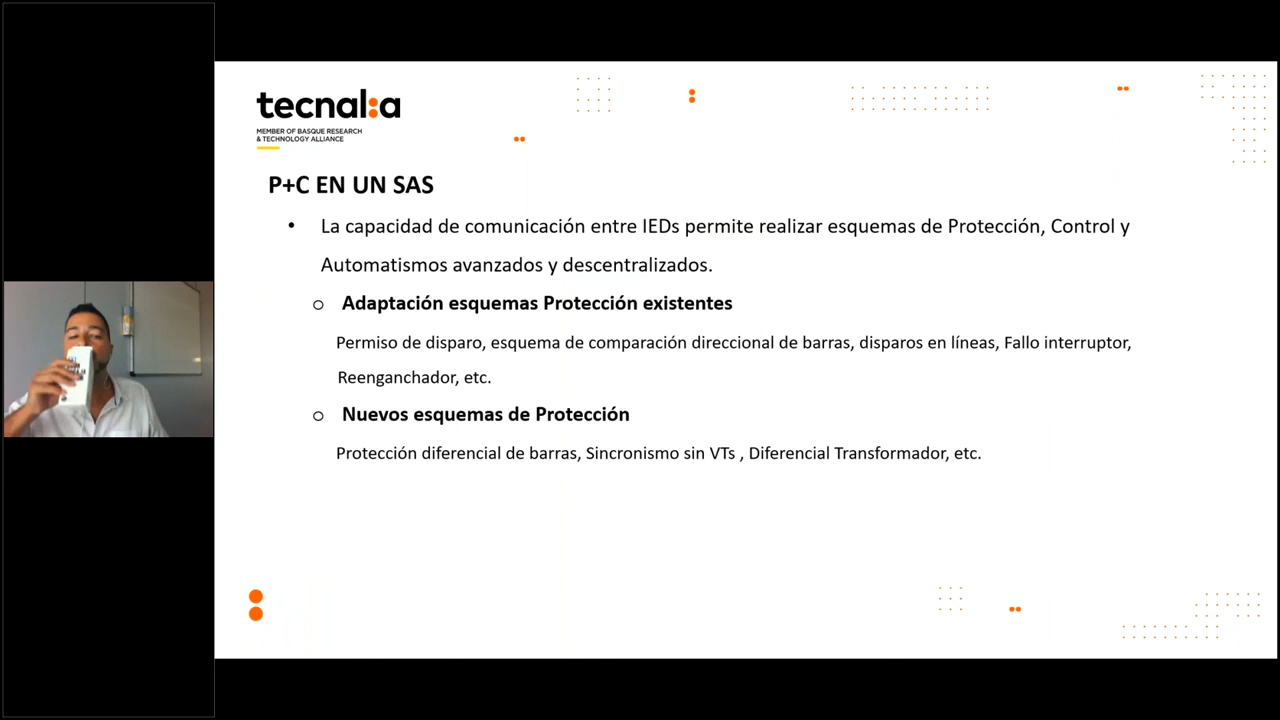 tecnalia
MEMBER OF BASQUE RESEARCH
& TECHNOLOGY ALLIANCE
P+C EN UN SAS
• La capacidad de comunicación entre IEDs permite realizar esquemas de Protección, Control y
Automatismos avanzados y descentralizados.
o Adaptación esquemas Protección existentes
Permiso de disparo, esquema de comparación direccional de barras, disparos en líneas, Fallo interruptor,
Reenganchador, etc.
o Nuevos esquemas de Protección
Protección diferencial de barras, Sincronismo sin VTs , Diferencial Transformador, etc.